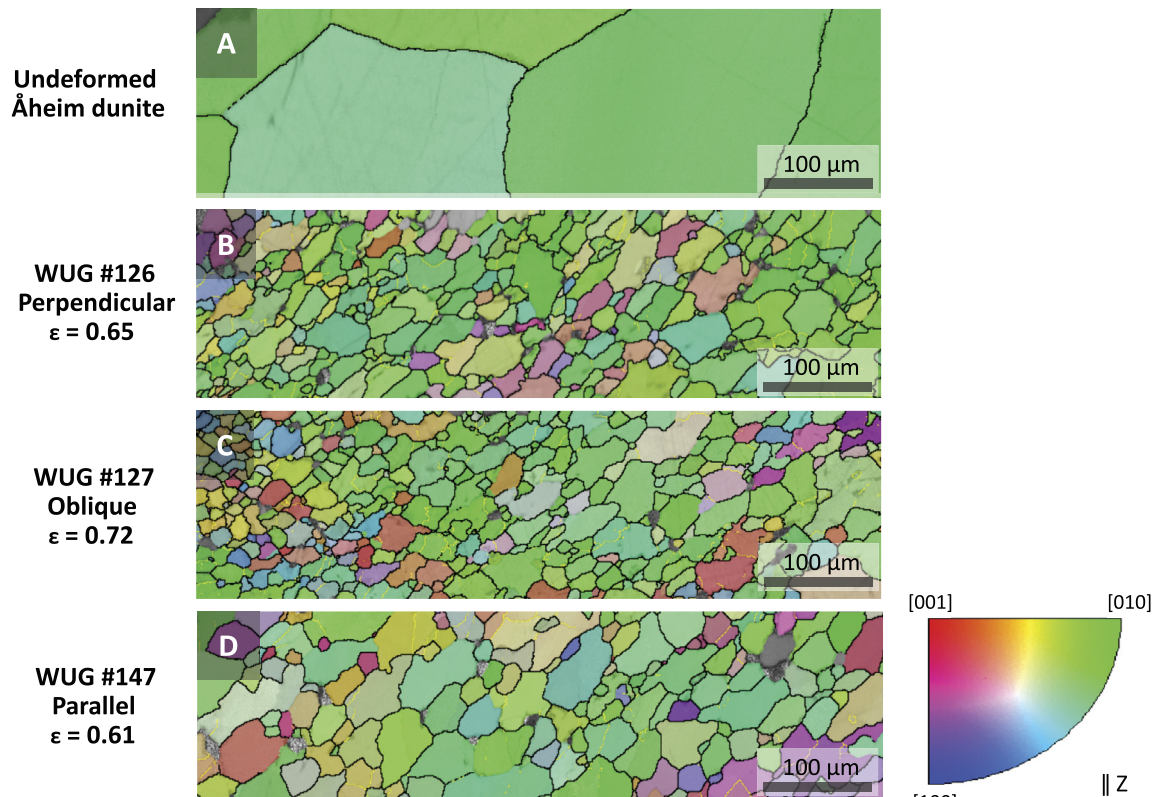 A
Undeformed
Åheim dunite
100 µm
B
WUG #126
Perpendicular
ε = 0.65
100 µm
C
WUG #127
Oblique
ε = 0.72
100 µm
[001] [010]
D
WUG #147
Parallel
ε = 0.61
100 µm
|| Z